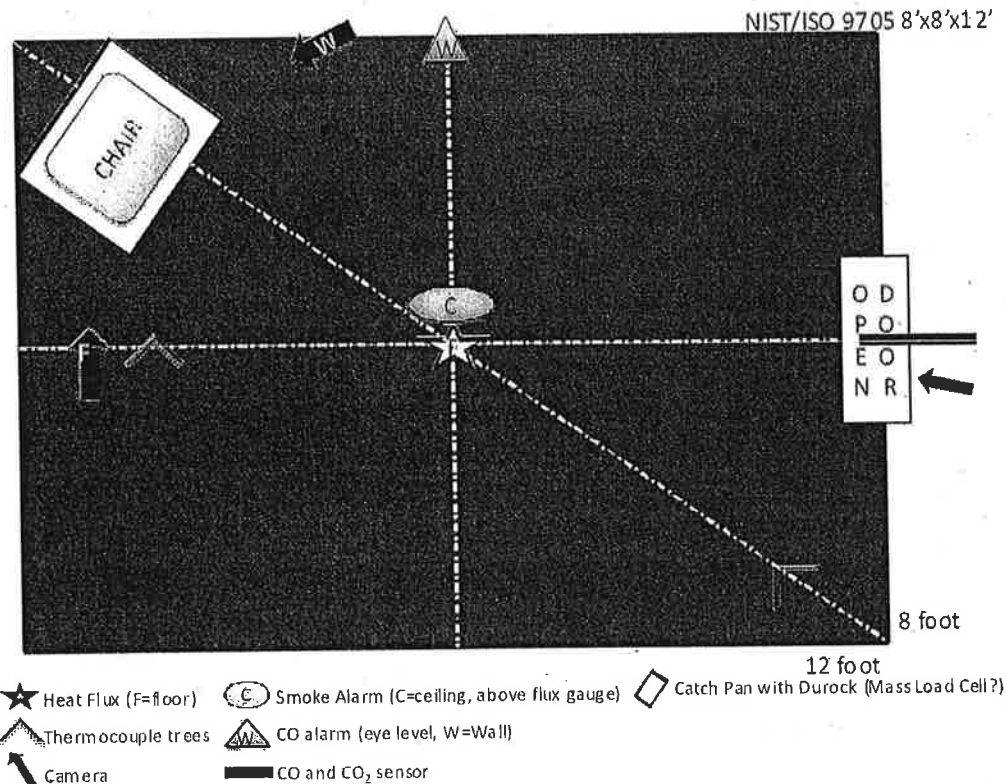 NIST/ISO 9705 8'x8'x12'
W
W
CHAIR
C
F
OPEN DOOR
8 foot
12 foot
Heat Flux (F=floor)
C Smoke Alarm (C=ceiling, above flux gauge)
Catch Pan with Durock (Mass Load Cell?)
Thermocouple trees
W CO alarm (eye level, W=Wall)
Camera
CO and CO₂ sensor